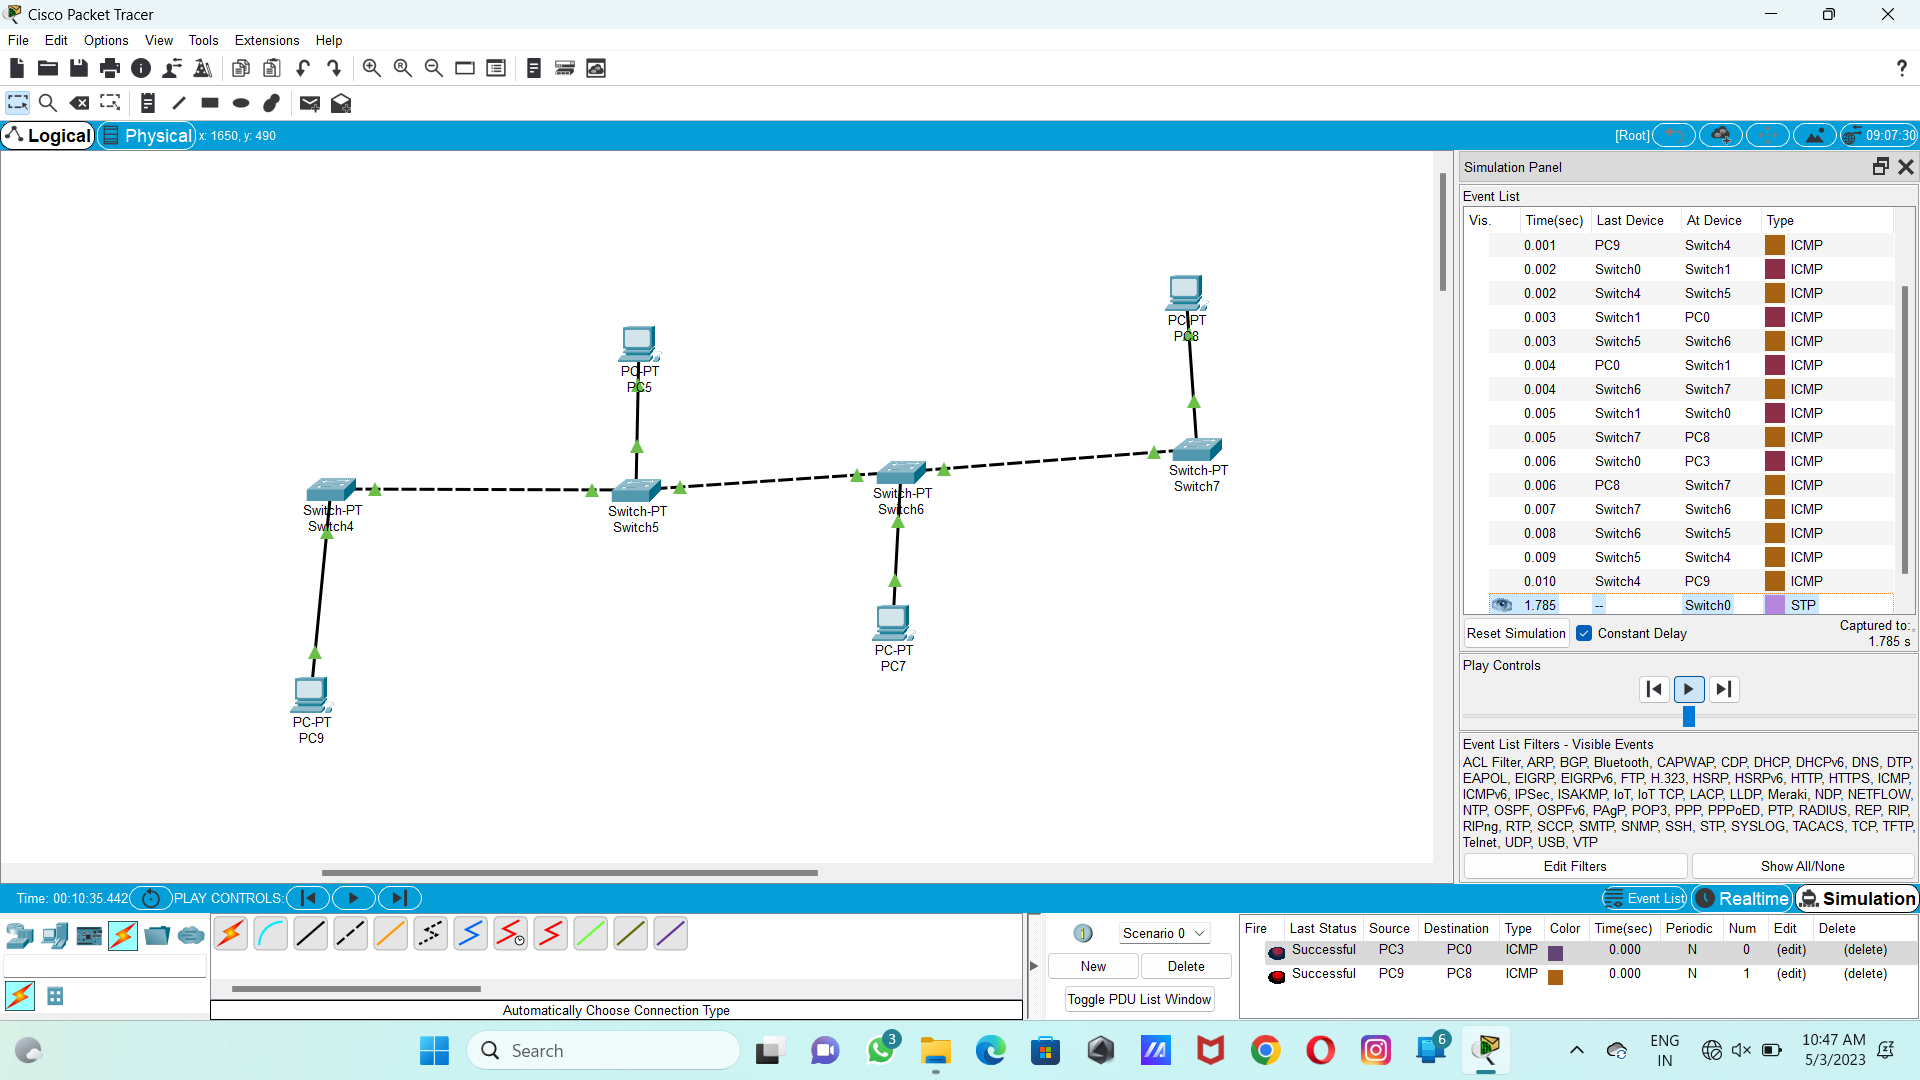 Cisco Packet Tracer
File Edit Options View Tools Extensions Help
?
Logical Physical x: 1650, y: 490 [Root] 09:07:30
PC-PT
PC8
PC-PT
PC5
Switch-PT
Switch7
Switch-PT
Switch6
Switch-PT
Switch4
Switch-PT
Switch5
PC-PT
PC7
PC-PT
PC9
Simulation Panel
Event List
Vis. Time(sec) Last Device At Device Type
0.001 PC9 Switch4 ICMP
0.002 Switch0 Switch1 ICMP
0.002 Switch4 Switch5 ICMP
0.003 Switch1 PC0 ICMP
0.003 Switch5 Switch6 ICMP
0.004 PC0 Switch1 ICMP
0.004 Switch6 Switch7 ICMP
0.005 Switch1 Switch0 ICMP
0.005 Switch7 PC8 ICMP
0.006 Switch0 PC3 ICMP
0.006 PC8 Switch7 ICMP
0.007 Switch7 Switch6 ICMP
0.008 Switch6 Switch5 ICMP
0.009 Switch5 Switch4 ICMP
0.010 Switch4 PC9 ICMP
1.785 -- Switch0 STP
Reset Simulation Constant Delay Captured to:
1.785 s
Play Controls
Event List Filters - Visible Events
ACL Filter, ARP, BGP, Bluetooth, CAPWAP, CDP, DHCP, DHCPv6, DNS, DTP,
EAPOL, EIGRP, EIGRPv6, FTP, H.323, HSRP, HSRPv6, HTTP, HTTPS, ICMP,
ICMPv6, IPSec, ISAKMP, IoT, IoT TCP, LACP, LLDP, Meraki, NDP, NETFLOW,
NTP, OSPF, OSPFv6, PAgP, POP3, PPP, PPPoED, PTP, RADIUS, REP, RIP,
RIPng, RTP, SCCP, SMTP, SNMP, SSH, STP, SYSLOG, TACACS, TCP, TFTP,
Telnet, UDP, USB, VTP
Edit Filters Show All/None
Time: 00:10:35.442 PLAY CONTROLS: Event List Realtime Simulation
Automatically Choose Connection Type
1 Scenario 0
New Delete
Toggle PDU List Window
Fire Last Status Source Destination Type Color Time(sec) Periodic Num Edit Delete
Successful PC3 PC0 ICMP 0.000 N 0 (edit) (delete)
Successful PC9 PC8 ICMP 0.000 N 1 (edit) (delete)
Search 3 6 ENG
IN
10:47 AM
5/3/2023